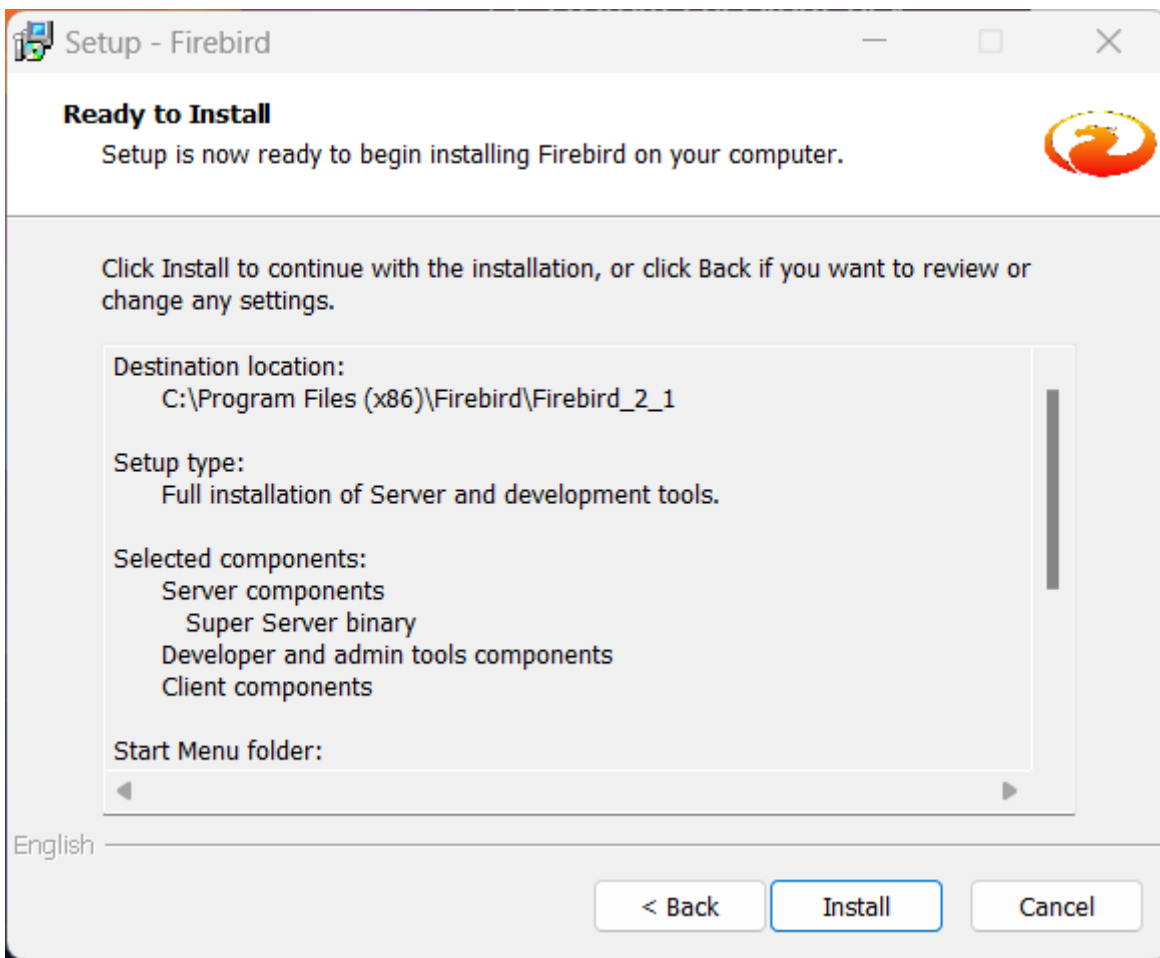 Setup - Firebird
Ready to Install
Setup is now ready to begin installing Firebird on your computer.
Click Install to continue with the installation, or click Back if you want to review or
change any settings.
Destination location:
C:\Program Files (x86)\Firebird\Firebird_2_1
Setup type:
Full installation of Server and development tools.
Selected components:
Server components
Super Server binary
Developer and admin tools components
Client components
Start Menu folder:
English
< Back
Install
Cancel